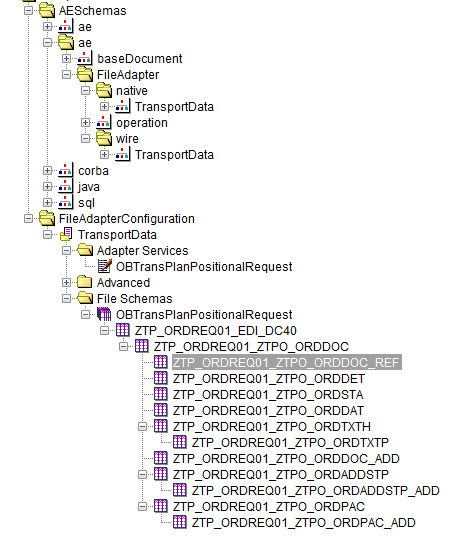 AESchemas
ae
ae
baseDocument
FileAdapter
native
TransportData
operation
wire
TransportData
corba
java
sql
FileAdapterConfiguration
TransportData
Adapter Services
OBTransPlanPositionalRequest
Advanced
File Schemas
OBTransPlanPositionalRequest
ZTP_ORDREQ01_EDI_DC40
ZTP_ORDREQ01_ZTPO_ORDDOC
ZTP_ORDREQ01_ZTPO_ORDDOC_REF
ZTP_ORDREQ01_ZTPO_ORDDET
ZTP_ORDREQ01_ZTPO_ORDSTA
ZTP_ORDREQ01_ZTPO_ORDDAT
ZTP_ORDREQ01_ZTPO_ORDTXTH
ZTP_ORDREQ01_ZTPO_ORDTXTP
ZTP_ORDREQ01_ZTPO_ORDDOC_ADD
ZTP_ORDREQ01_ZTPO_ORDADDSTP
ZTP_ORDREQ01_ZTPO_ORDADDSTP_ADD
ZTP_ORDREQ01_ZTPO_ORDPAC
ZTP_ORDREQ01_ZTPO_ORDPAC_ADD